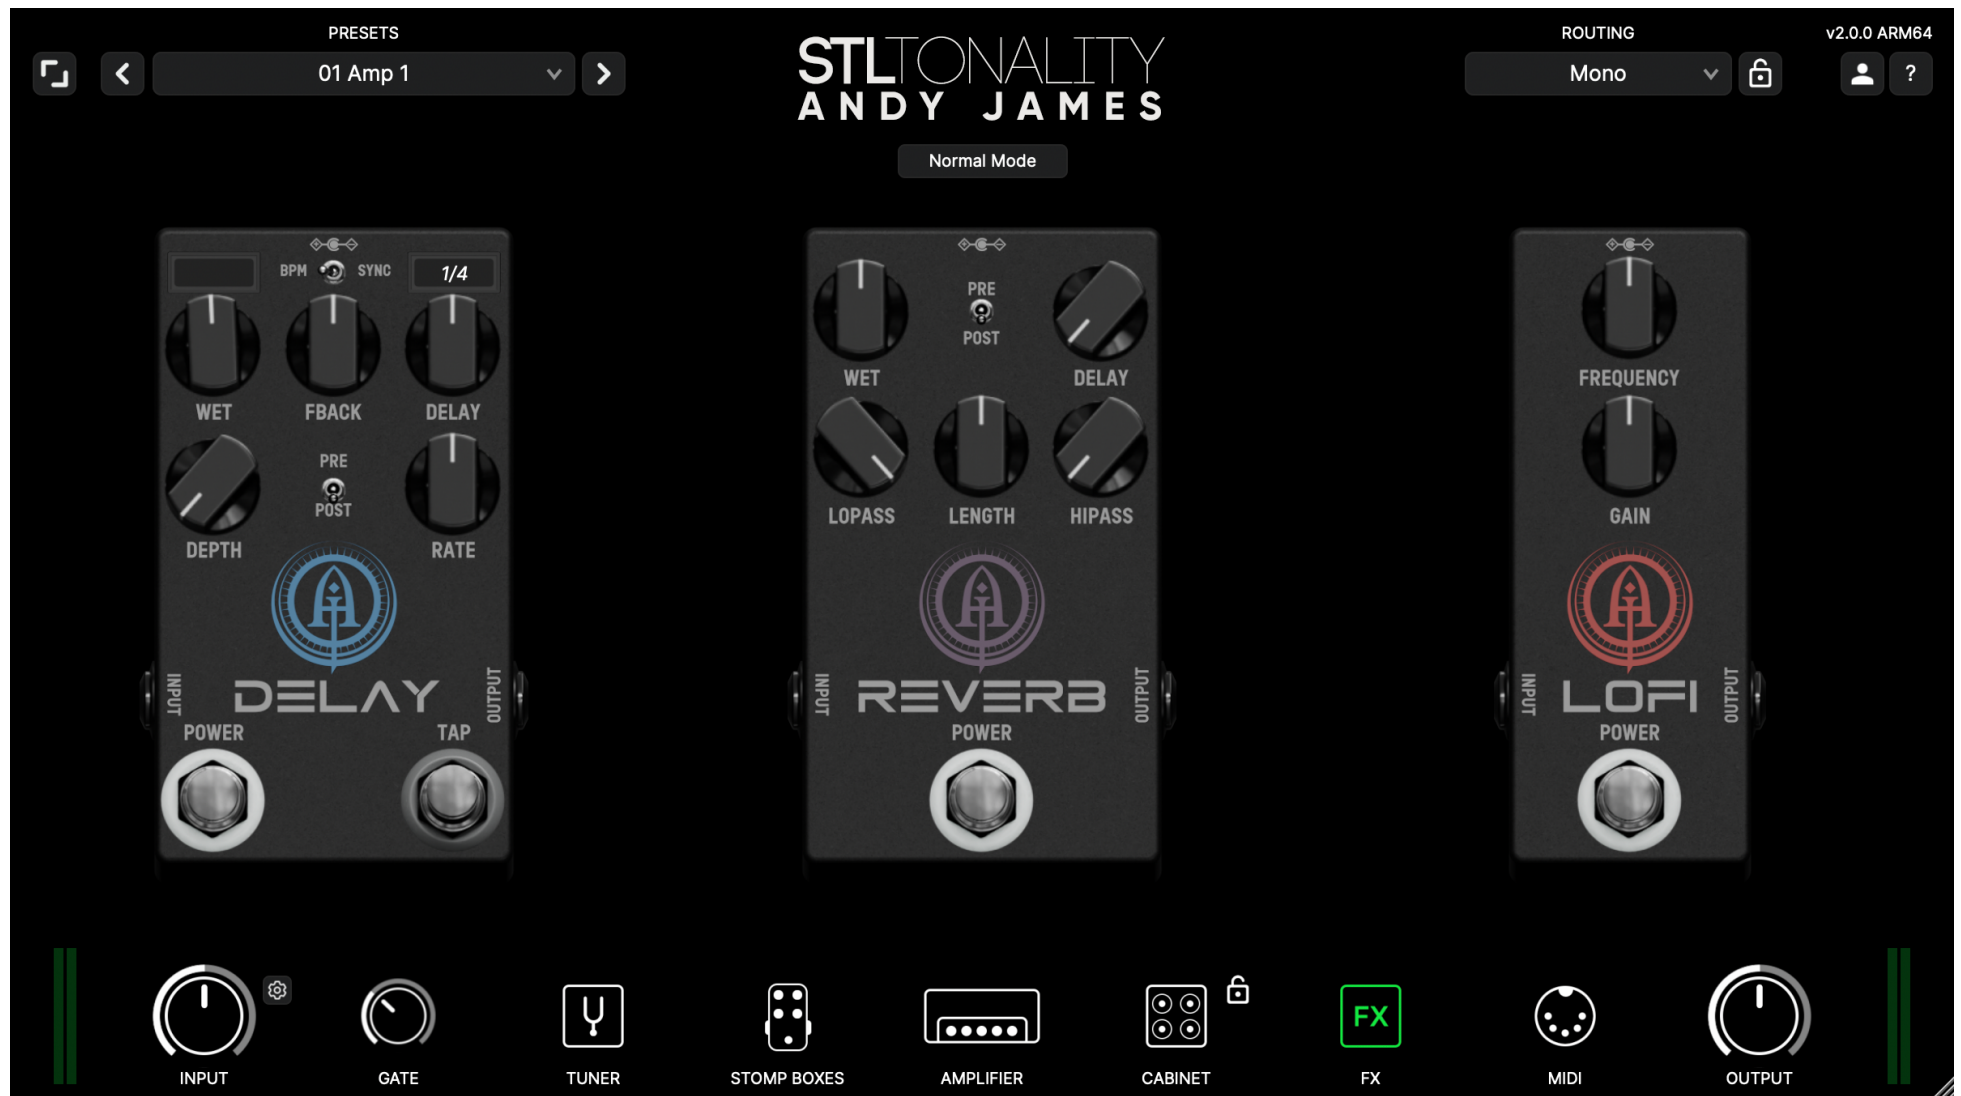 PRESETS
01 Amp 1
STLTONALITY
ANDY JAMES
Normal Mode
ROUTING
Mono
v2.0.0 ARM64
?
BPM
SYNC
1/4
WET
FBACK
DELAY
PRE
POST
DEPTH
RATE
INPUT
DELAY
OUTPUT
POWER
TAP
PRE
POST
WET
DELAY
LOPASS
LENGTH
HIPASS
INPUT
REVERB
OUTPUT
POWER
FREQUENCY
GAIN
INPUT
LOFI
OUTPUT
POWER
FX
INPUT
GATE
TUNER
STOMP BOXES
AMPLIFIER
CABINET
FX
MIDI
OUTPUT